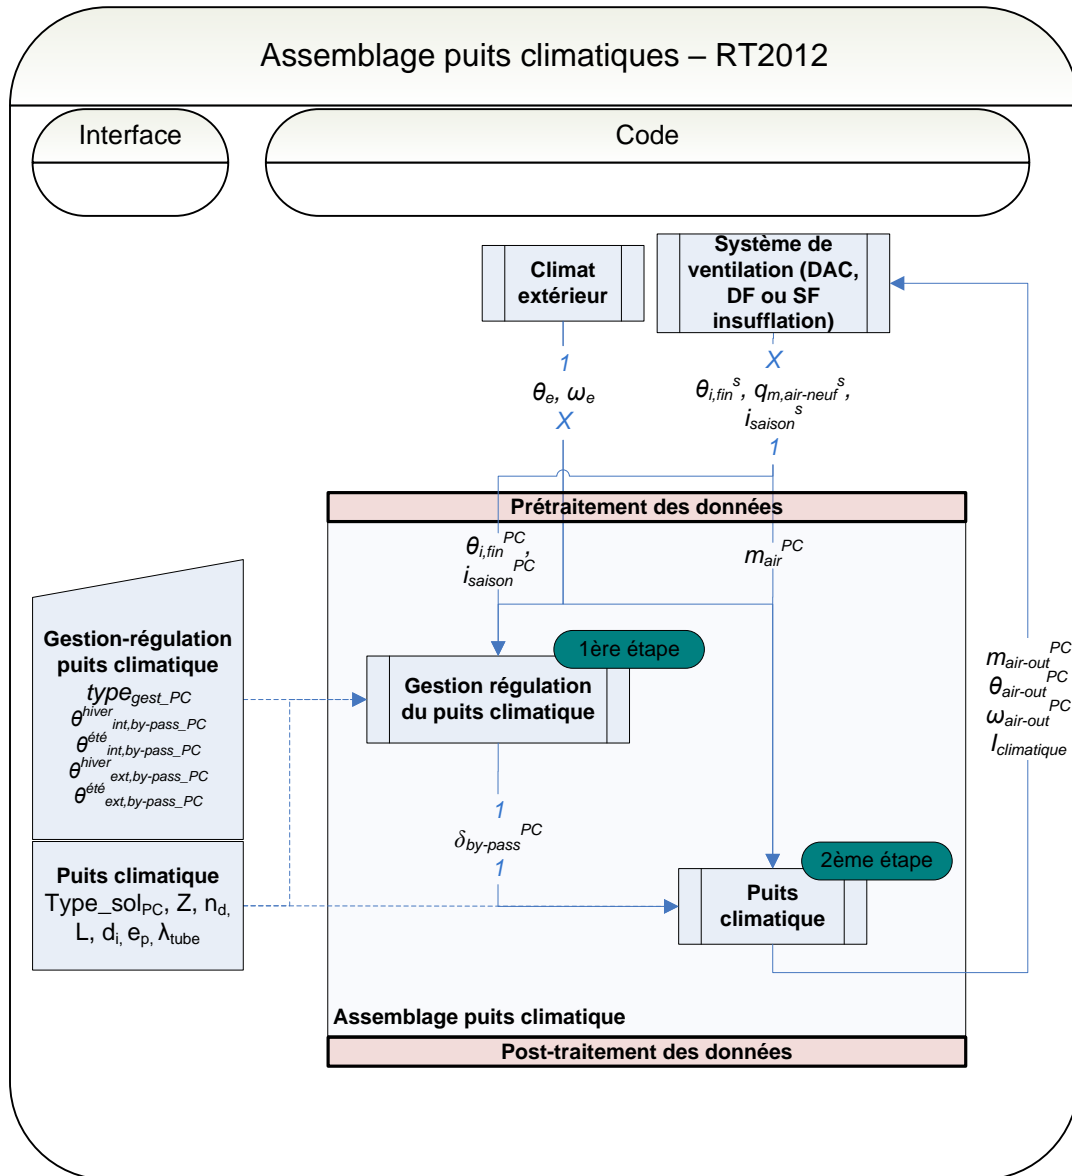 Assemblage puits climatiques – RT2012
Interface
Code
Climat
extérieur
Système de
ventilation (DAC,
DF ou SF
insufflation)
1
θe, ωe
X
X
θi,fin^s, qm,air-neuf^s,
isaison^s
1
Prétraitement des données
θi,fin^PC,
isaison^PC
mair^PC
Gestion-régulation
puits climatique
typegest_PC
θ^hiver int,by-pass_PC
θ^été int,by-pass_PC
θ^hiver ext,by-pass_PC
θ^été ext,by-pass_PC
1ère étape
Gestion régulation
du puits climatique
mair-out^PC
θair-out^PC
ωair-out^PC
Iclimatique
1
δby-pass^PC
1
Puits climatique
Type_solPC, Z, nd,
L, di, ep, λtube
2ème étape
Puits
climatique
Assemblage puits climatique
Post-traitement des données